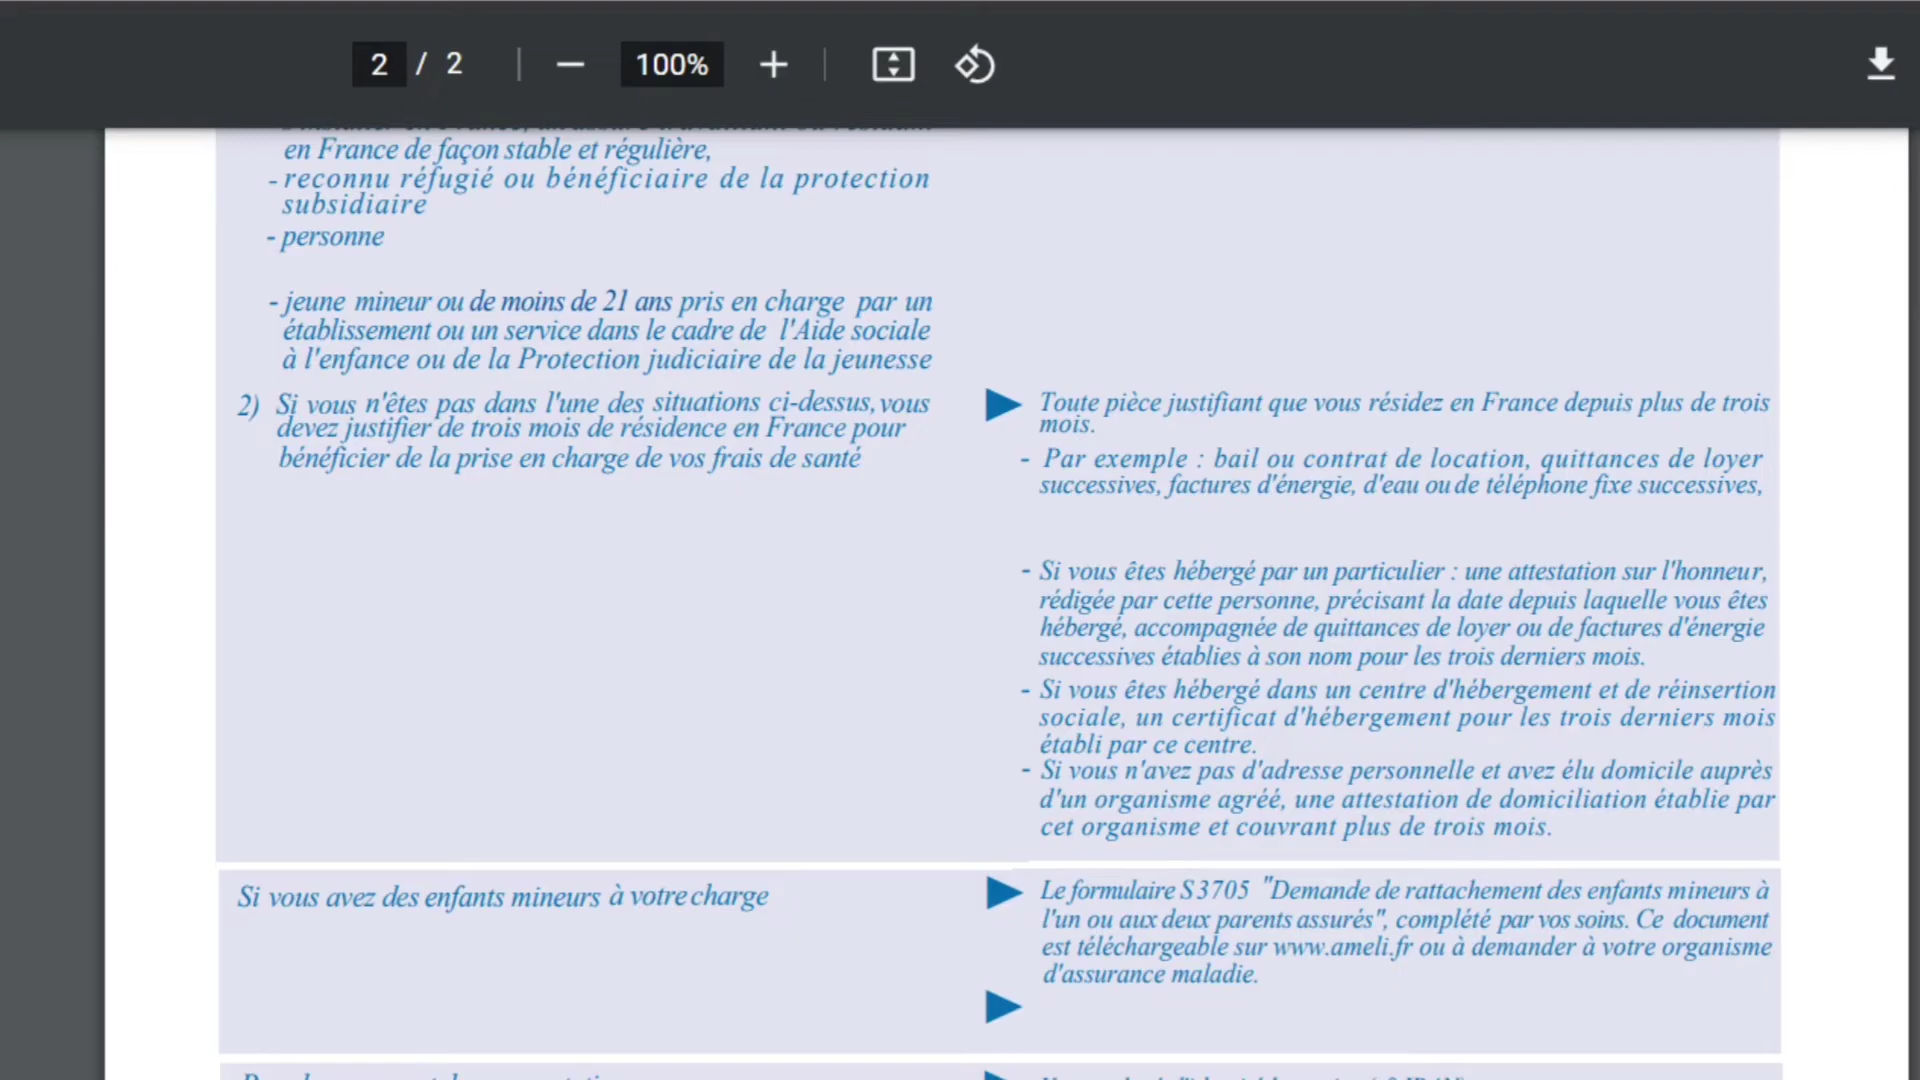 2 / 2 100%
en France de façon stable et régulière,
- reconnu réfugié ou bénéficiaire de la protection
subsidiaire
- personne
- jeune mineur ou de moins de 21 ans pris en charge par un
établissement ou un service dans le cadre de l'Aide sociale
à l'enfance ou de la Protection judiciaire de la jeunesse
2) Si vous n'êtes pas dans l'une des situations ci-dessus, vous
devez justifier de trois mois de résidence en France pour
bénéficier de la prise en charge de vos frais de santé
Toute pièce justifiant que vous résidez en France depuis plus de trois
mois.
- Par exemple : bail ou contrat de location, quittances de loyer
successives, factures d'énergie, d'eau ou de téléphone fixe successives,
- Si vous êtes hébergé par un particulier : une attestation sur l'honneur,
rédigée par cette personne, précisant la date depuis laquelle vous êtes
hébergé, accompagnée de quittances de loyer ou de factures d'énergie
successives établies à son nom pour les trois derniers mois.
- Si vous êtes hébergé dans un centre d'hébergement et de réinsertion
sociale, un certificat d'hébergement pour les trois derniers mois
établi par ce centre.
- Si vous n'avez pas d'adresse personnelle et avez élu domicile auprès
d'un organisme agréé, une attestation de domiciliation établie par
cet organisme et couvrant plus de trois mois.
Si vous avez des enfants mineurs à votre charge
Le formulaire S3705 "Demande de rattachement des enfants mineurs à
l'un ou aux deux parents assurés", complété par vos soins. Ce document
est téléchargeable sur www.ameli.fr ou à demander à votre organisme
d'assurance maladie.